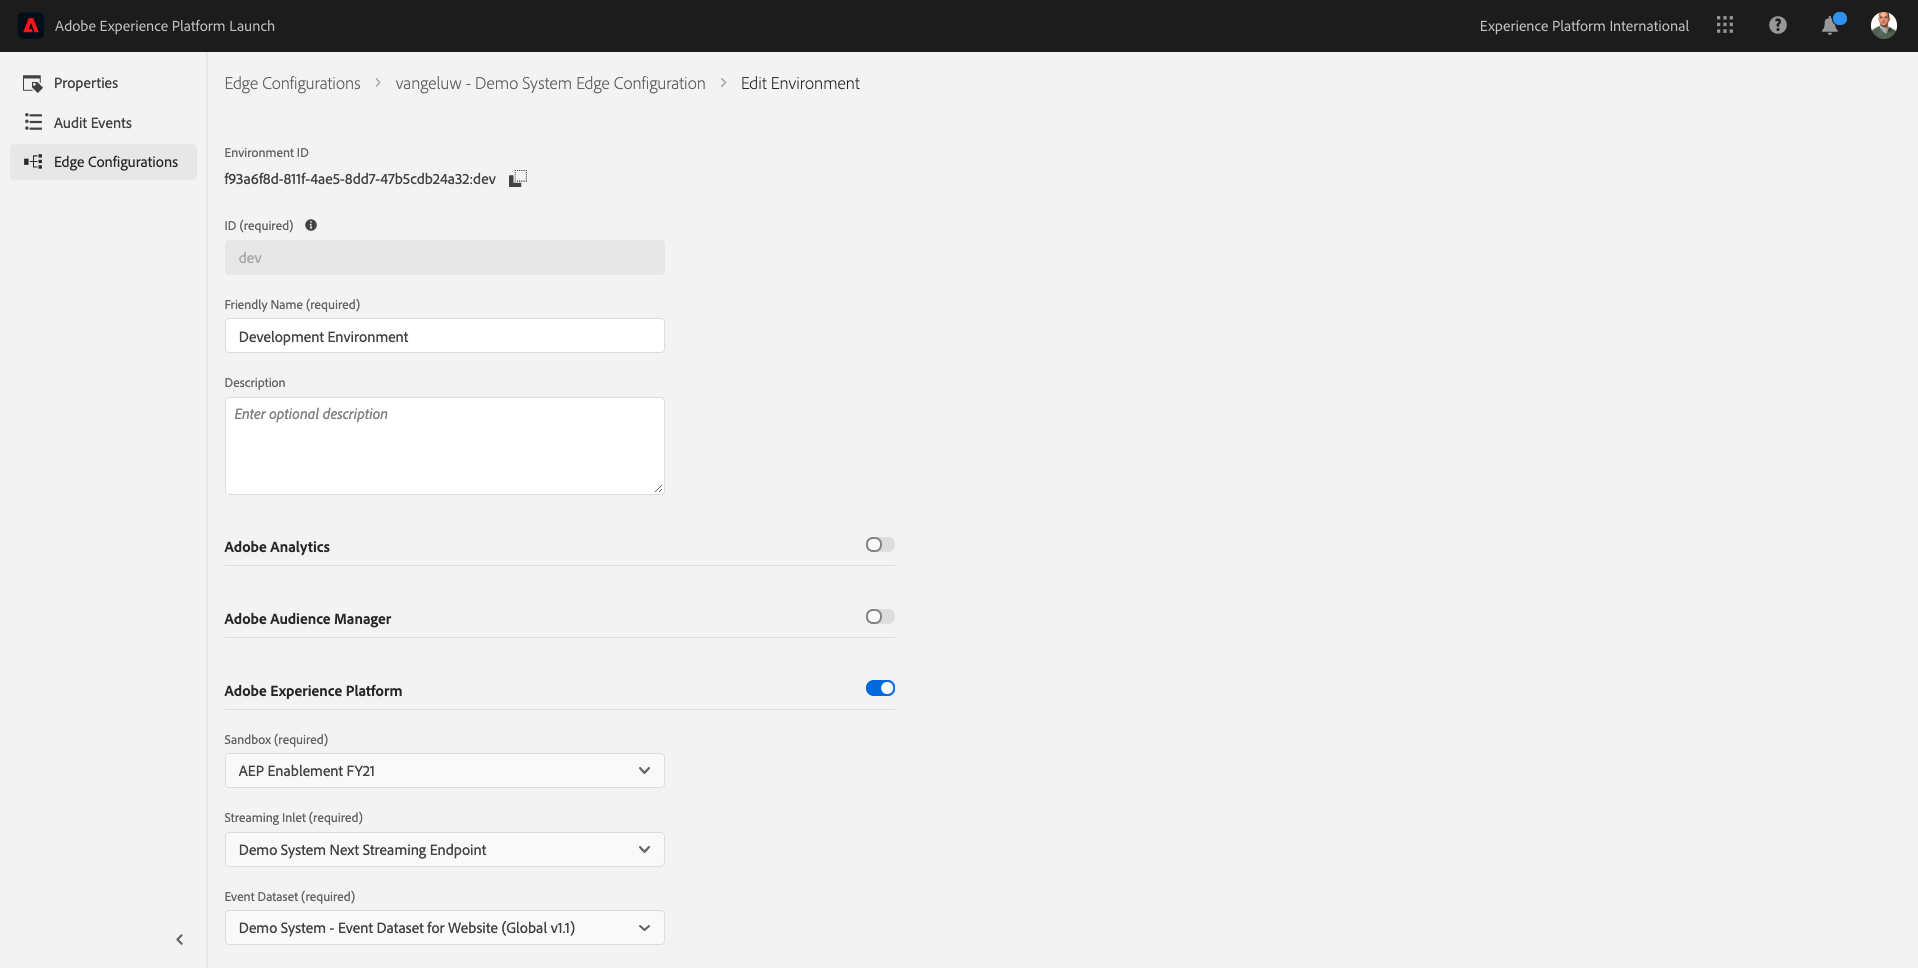 Adobe Experience Platform Launch
Experience Platform International
Properties
Audit Events
Edge Configurations
Edge Configurations > vangeluw - Demo System Edge Configuration > Edit Environment
Environment ID
f93a6f8d-811f-4ae5-8dd7-47b5cdb24a32:dev
ID (required)
dev
Friendly Name (required)
Development Environment
Description
Enter optional description
Adobe Analytics
Adobe Audience Manager
Adobe Experience Platform
Sandbox (required)
AEP Enablement FY21
Streaming Inlet (required)
Demo System Next Streaming Endpoint
Event Dataset (required)
Demo System - Event Dataset for Website (Global v1.1)